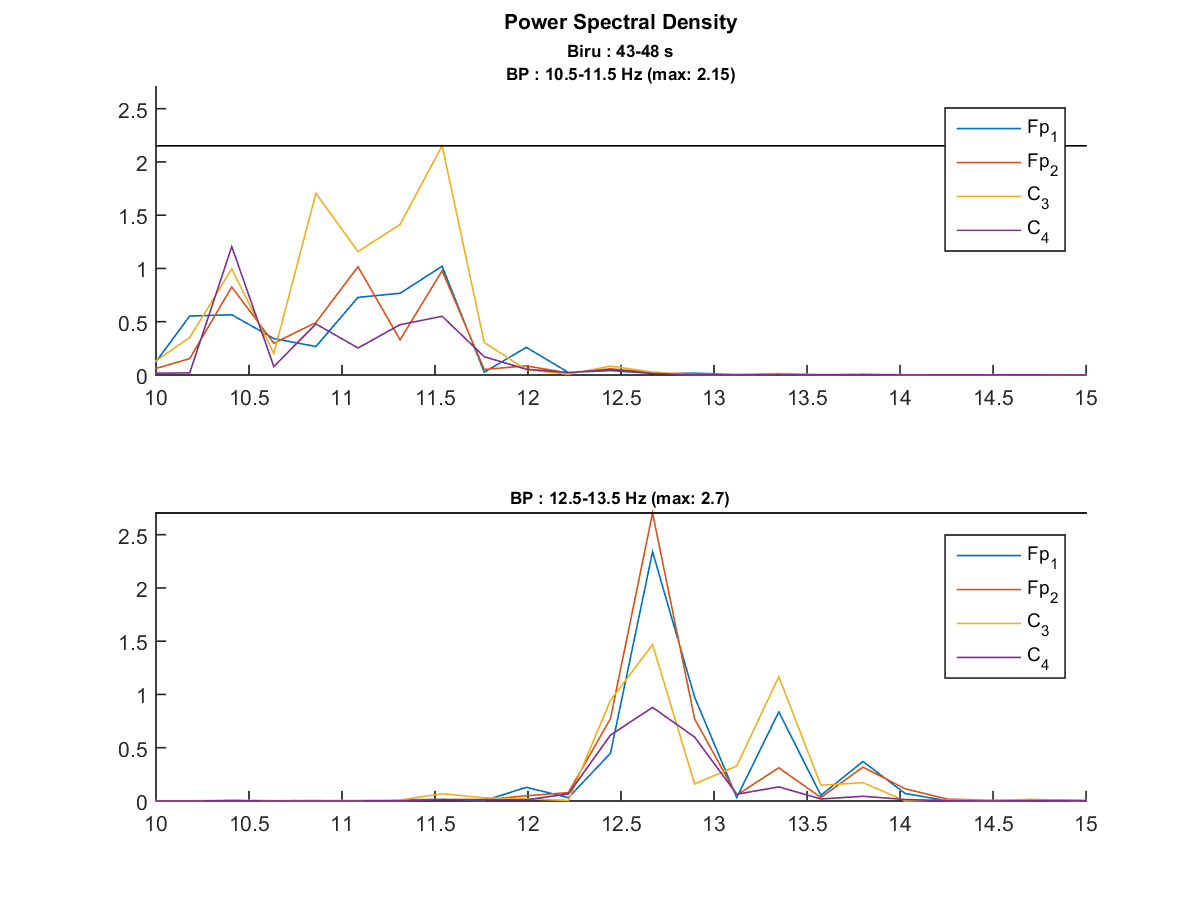 Power Spectral Density
Biru : 43-48 s
BP : 10.5-11.5 Hz (max: 2.15)
2.5
2
1.5
1
0.5
0
10 10.5 11 11.5 12 12.5 13 13.5 14 14.5 15
Fp1
Fp2
C3
C4
BP : 12.5-13.5 Hz (max: 2.7)
2.5
2
1.5
1
0.5
0
10 10.5 11 11.5 12 12.5 13 13.5 14 14.5 15
Fp1
Fp2
C3
C4